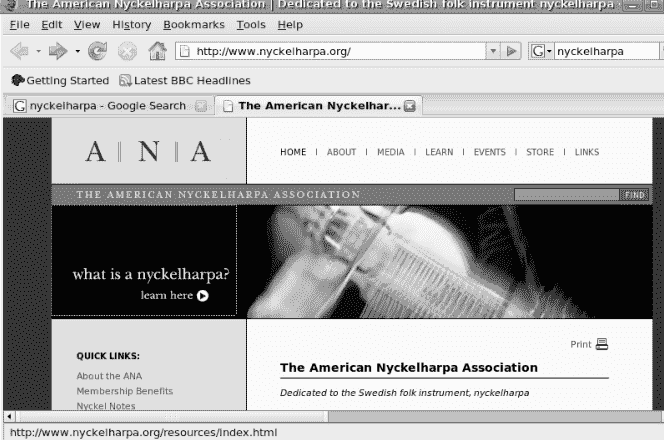 The American Nyckelharpa Association | Dedicated to the Swedish folk instrument nyckelharpa
File Edit View History Bookmarks Tools Help
http://www.nyckelharpa.org/ G nyckelharpa
Getting Started Latest BBC Headlines
G nyckelharpa - Google Search The American Nyckelhar...
A | N | A
HOME | ABOUT | MEDIA | LEARN | EVENTS | STORE | LINKS
THE AMERICAN NYCKELHARPA ASSOCIATION FIND
what is a nyckelharpa?
learn here
Print
QUICK LINKS:
The American Nyckelharpa Association
About the ANA
Membership Benefits
Dedicated to the Swedish folk instrument, nyckelharpa
Nyckel Notes
http://www.nyckelharpa.org/resources/index.html